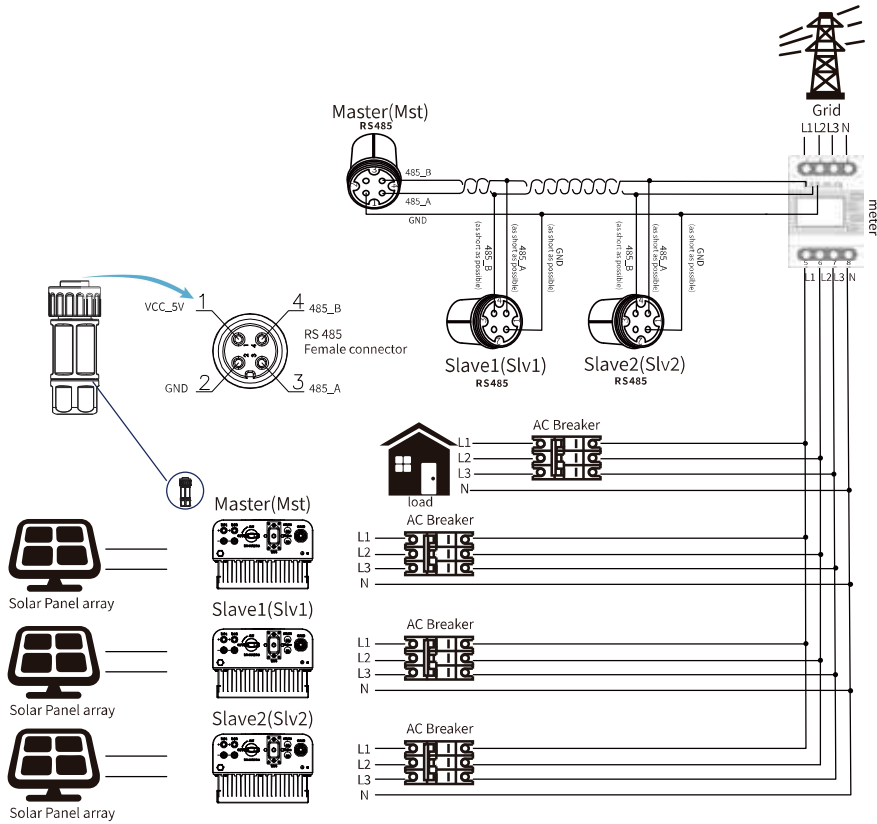 Grid
L1 L2 L3 N
Master(Mst)
RS485
485_B
485_A
GND
meter
485_B
(as short as possible)
485_A
(as short as possible)
GND
(as short as possible)
485_B
(as short as possible)
485_A
(as short as possible)
GND
(as short as possible)
5 6 7 8
L1 L2 L3 N
1
VCC_5V
4
485_B
RS 485
Female connector
GND
2
3
485_A
Slave1(Slv1)
RS485
Slave2(Slv2)
RS485
AC Breaker
L1
L2
L3
N
load
Master(Mst)
AC Breaker
L1
L2
L3
N
Solar Panel array
Slave1(Slv1)
AC Breaker
L1
L2
L3
N
Solar Panel array
Slave2(Slv2)
AC Breaker
L1
L2
L3
N
Solar Panel array